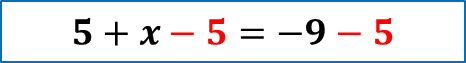 5 + x − 5 = −9 − 5